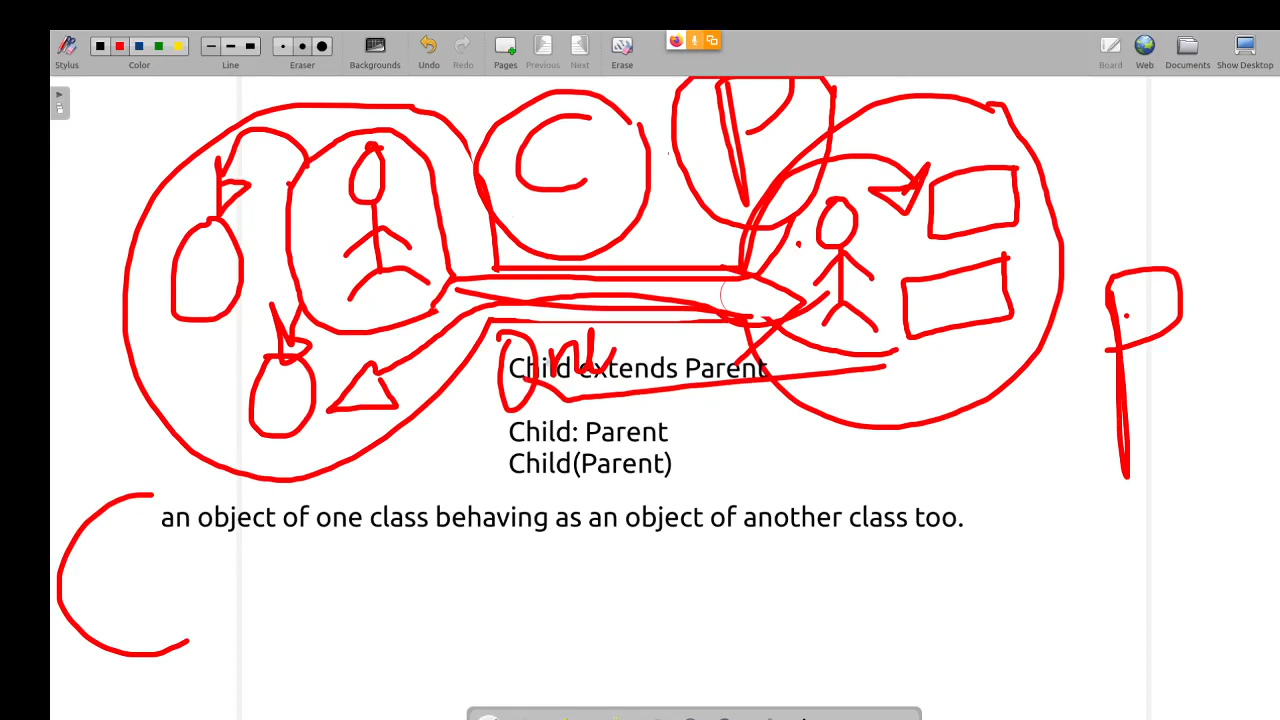 Stylus
Color
Line
Eraser
Backgrounds
Undo
Redo
Pages
Previous
Next
Erase
Board
Web
Documents
Show Desktop
C
P
P
Child extends Parent
Child: Parent
Child(Parent)
an object of one class behaving as an object of another class too.
C